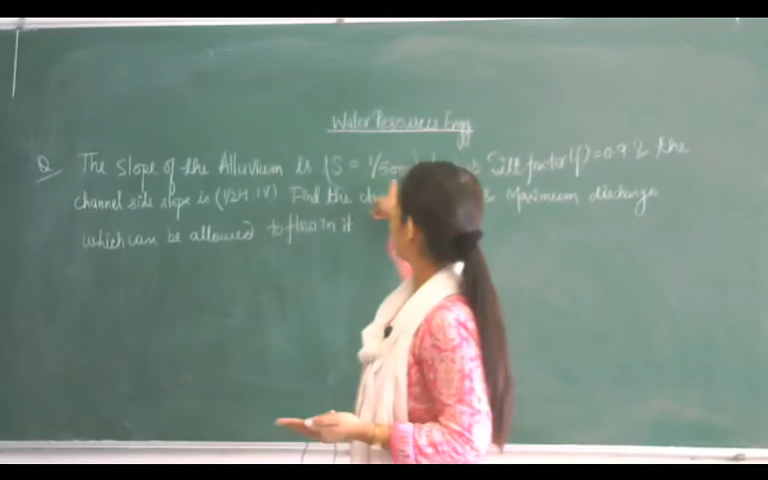 Water Resources Engg
Q The slope of the Alluvium is (S = 1/500 Silt factor (f) = 0.9 & the
channel side slope is (1/2H:1V) Find the Maximum discharge
which can be allowed to flow in it